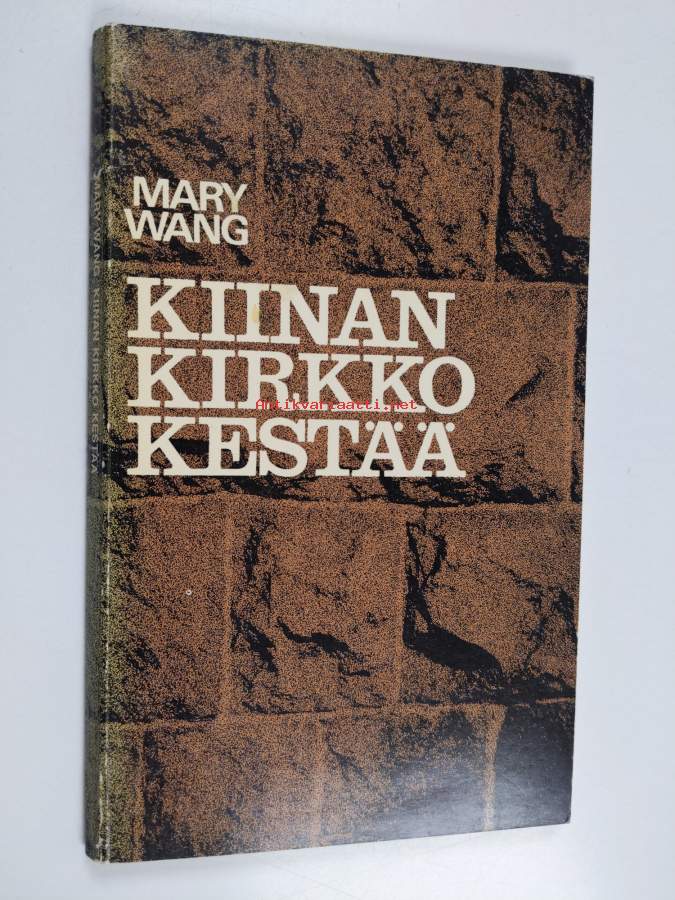 MARY
WANG
KIINAN
KIRKKO
KESTÄÄ
Antikvariaatti.net
MARY WANG KIINAN KIRKKO KESTÄÄ